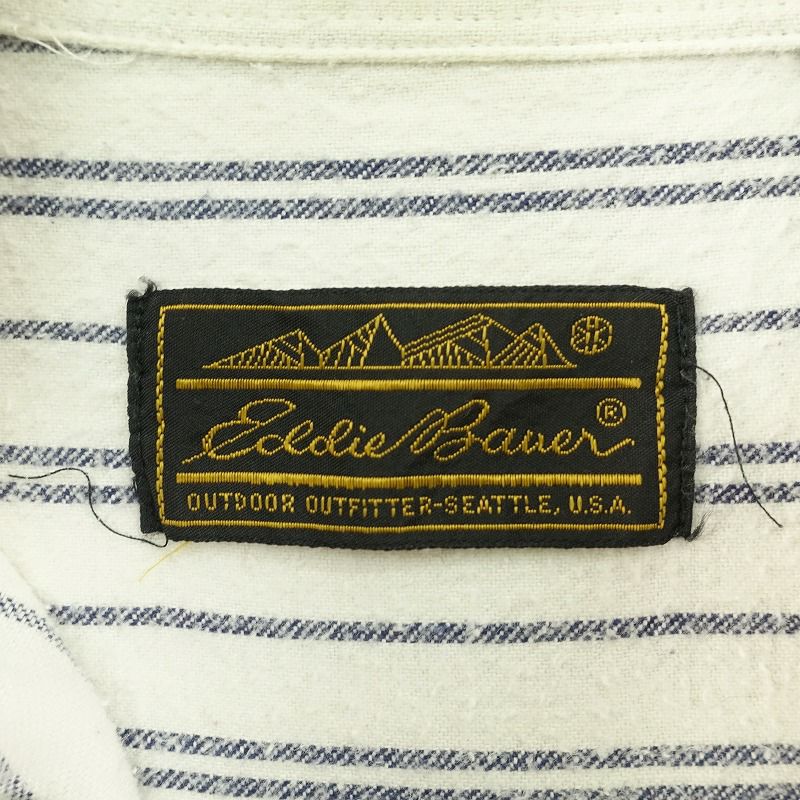 Eddie Bauer ®
OUTDOOR OUTFITTER-SEATTLE, U.S.A.